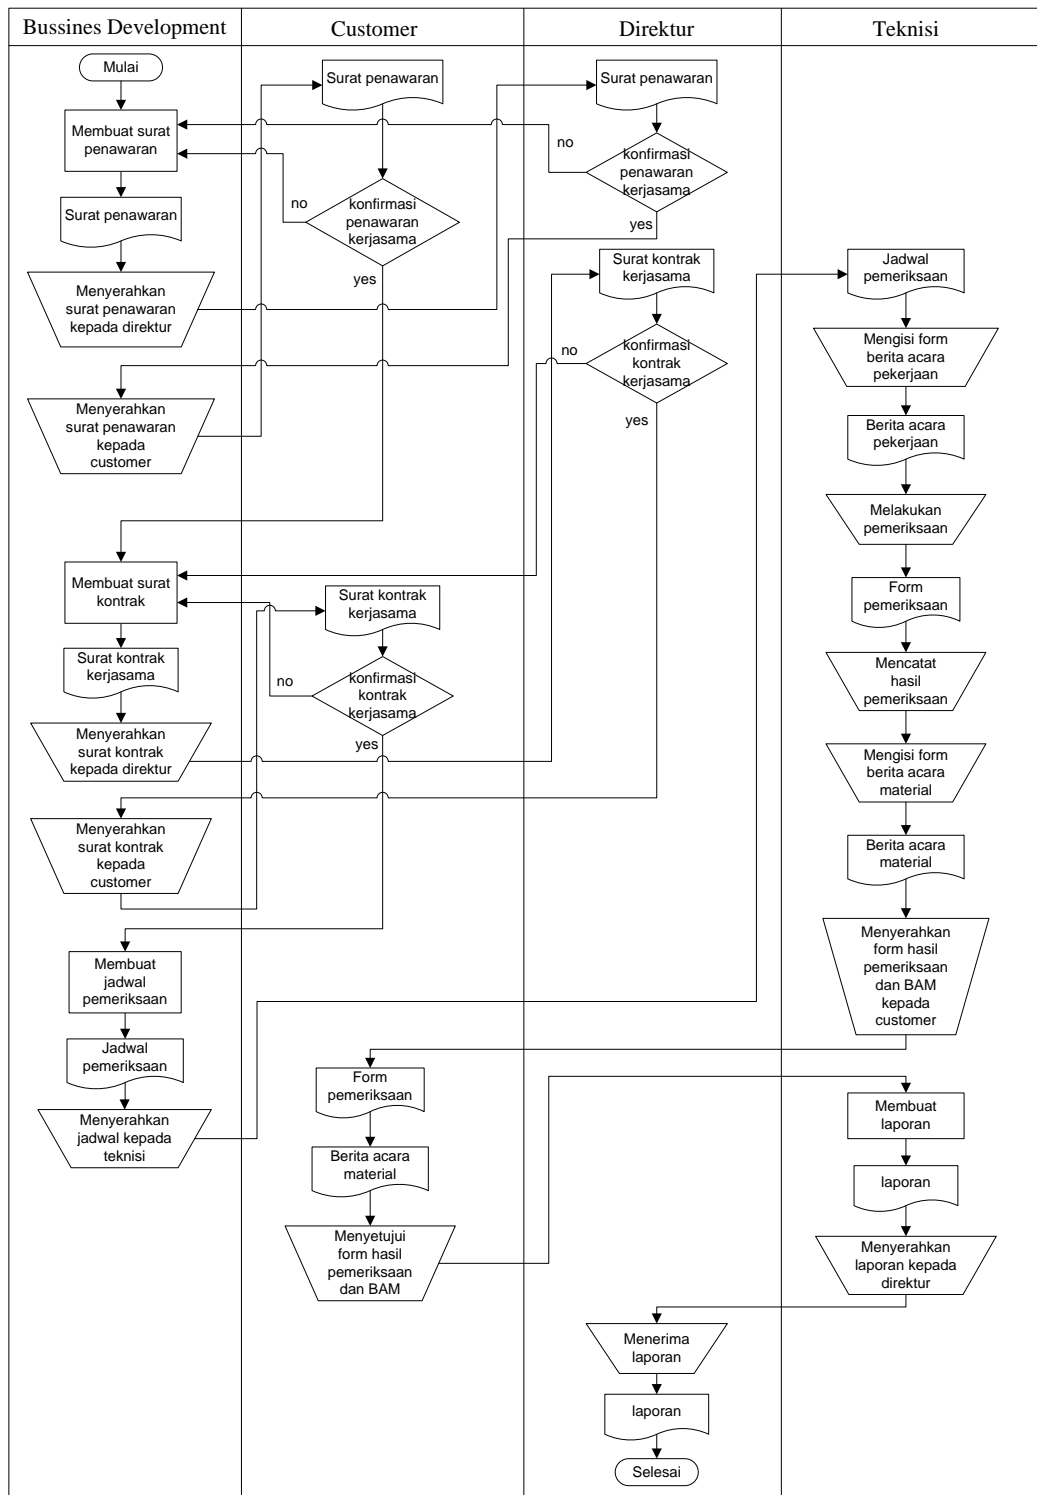 Bussines Development
Customer
Direktur
Teknisi
Mulai
Membuat surat
penawaran
Surat penawaran
Menyerahkan
surat penawaran
kepada direktur
Menyerahkan
surat penawaran
kepada
customer
Membuat surat
kontrak
Surat kontrak
kerjasama
Menyerahkan
surat kontrak
kepada direktur
Menyerahkan
surat kontrak
kepada
customer
Membuat
jadwal
pemeriksaan
Jadwal
pemeriksaan
Menyerahkan
jadwal kepada
teknisi
Surat penawaran
konfirmasi
penawaran
kerjasama
no
yes
Surat kontrak
kerjasama
konfirmasi
kontrak
kerjasama
no
yes
Form
pemeriksaan
Berita acara
material
Menyetujui
form hasil
pemeriksaan
dan BAM
Surat penawaran
konfirmasi
penawaran
kerjasama
no
yes
Surat kontrak
kerjasama
konfirmasi
kontrak
kerjasama
no
yes
Menerima
laporan
laporan
Selesai
Jadwal
pemeriksaan
Mengisi form
berita acara
pekerjaan
Berita acara
pekerjaan
Melakukan
pemeriksaan
Form
pemeriksaan
Mencatat
hasil
pemeriksaan
Mengisi form
berita acara
material
Berita acara
material
Menyerahkan
form hasil
pemeriksaan
dan BAM
kepada
customer
Membuat
laporan
laporan
Menyerahkan
laporan kepada
direktur